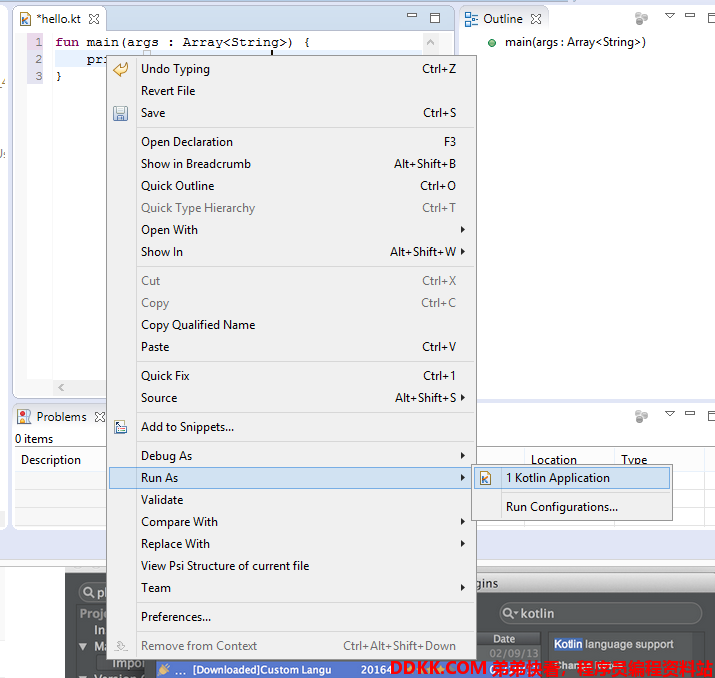 *hello.kt
Outline
1 fun main(args : Array<String>) {
2 pri
3 }
main(args : Array<String>)
Undo Typing Ctrl+Z
Revert File
Save Ctrl+S
Open Declaration F3
Show in Breadcrumb Alt+Shift+B
Quick Outline Ctrl+O
Quick Type Hierarchy Ctrl+T
Open With
Show In Alt+Shift+W
Cut Ctrl+X
Copy Ctrl+C
Copy Qualified Name
Paste Ctrl+V
Quick Fix Ctrl+1
Source Alt+Shift+S
Add to Snippets...
Debug As
Run As
Validate
Compare With
Replace With
View Psi Structure of current file
Team
Preferences...
Remove from Context Ctrl+Alt+Shift+Down
1 Kotlin Application
Run Configurations...
Problems
0 items
Description
Location Type
gins
kotlin
Date
02/09/13
Kotlin language support
Change
Impo
... [Downloaded]Custom Langu 20164
DDKK.COM 弟弟快看，程序员编程资料站